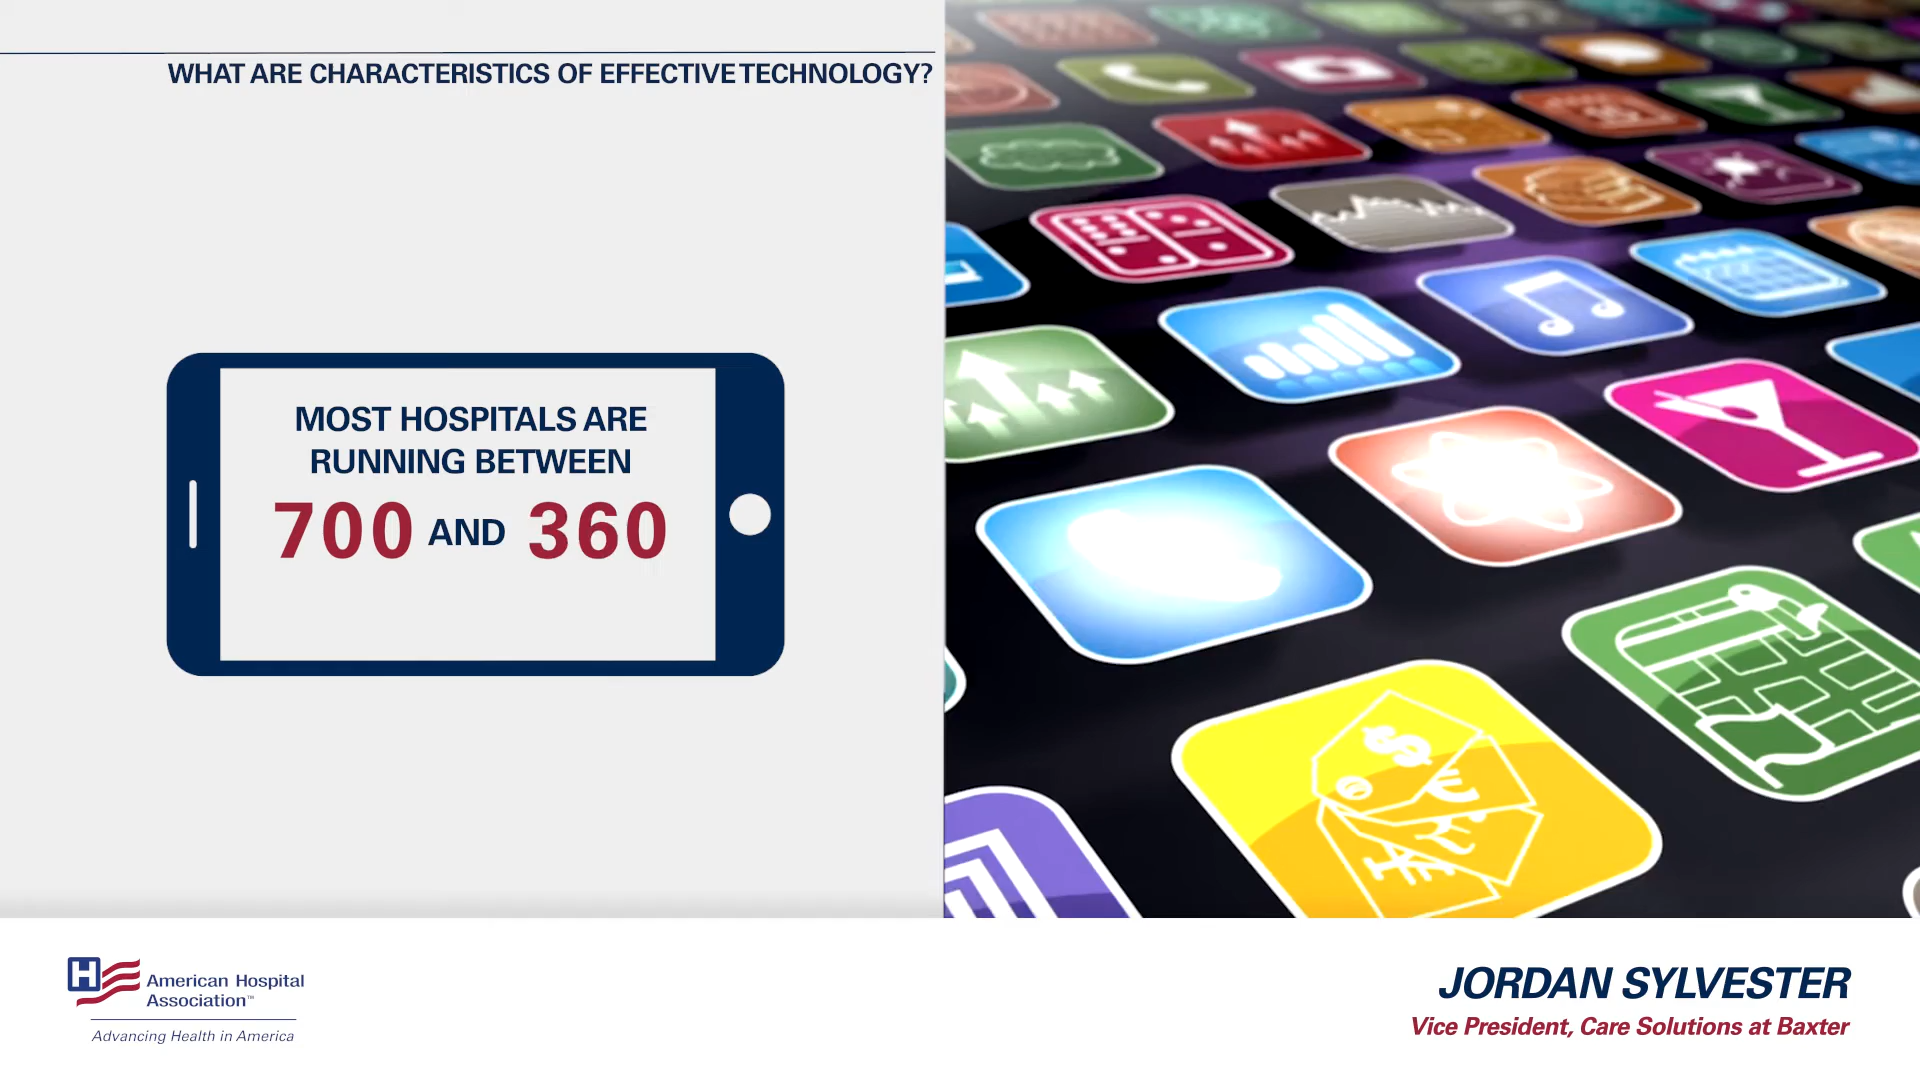 WHAT ARE CHARACTERISTICS OF EFFECTIVE TECHNOLOGY?
MOST HOSPITALS ARE
RUNNING BETWEEN
700 AND 360
H
American Hospital
Association™
Advancing Health in America
JORDAN SYLVESTER
Vice President, Care Solutions at Baxter